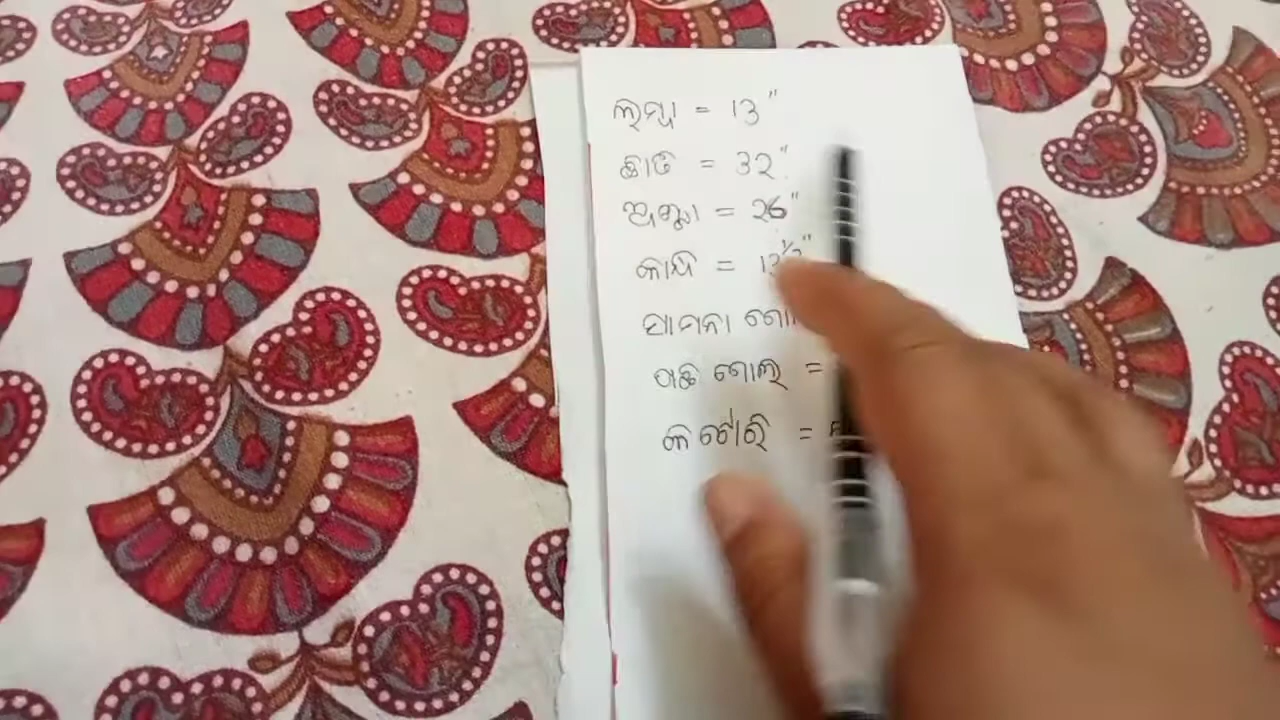 ଲମ୍ବା = 13"
ଛାତି = 32"
ଅଣ୍ଟା = 26"
କାନ୍ଧ =
ସାମନା
ପଛ ଗୋଲ =
କଟୋରି =